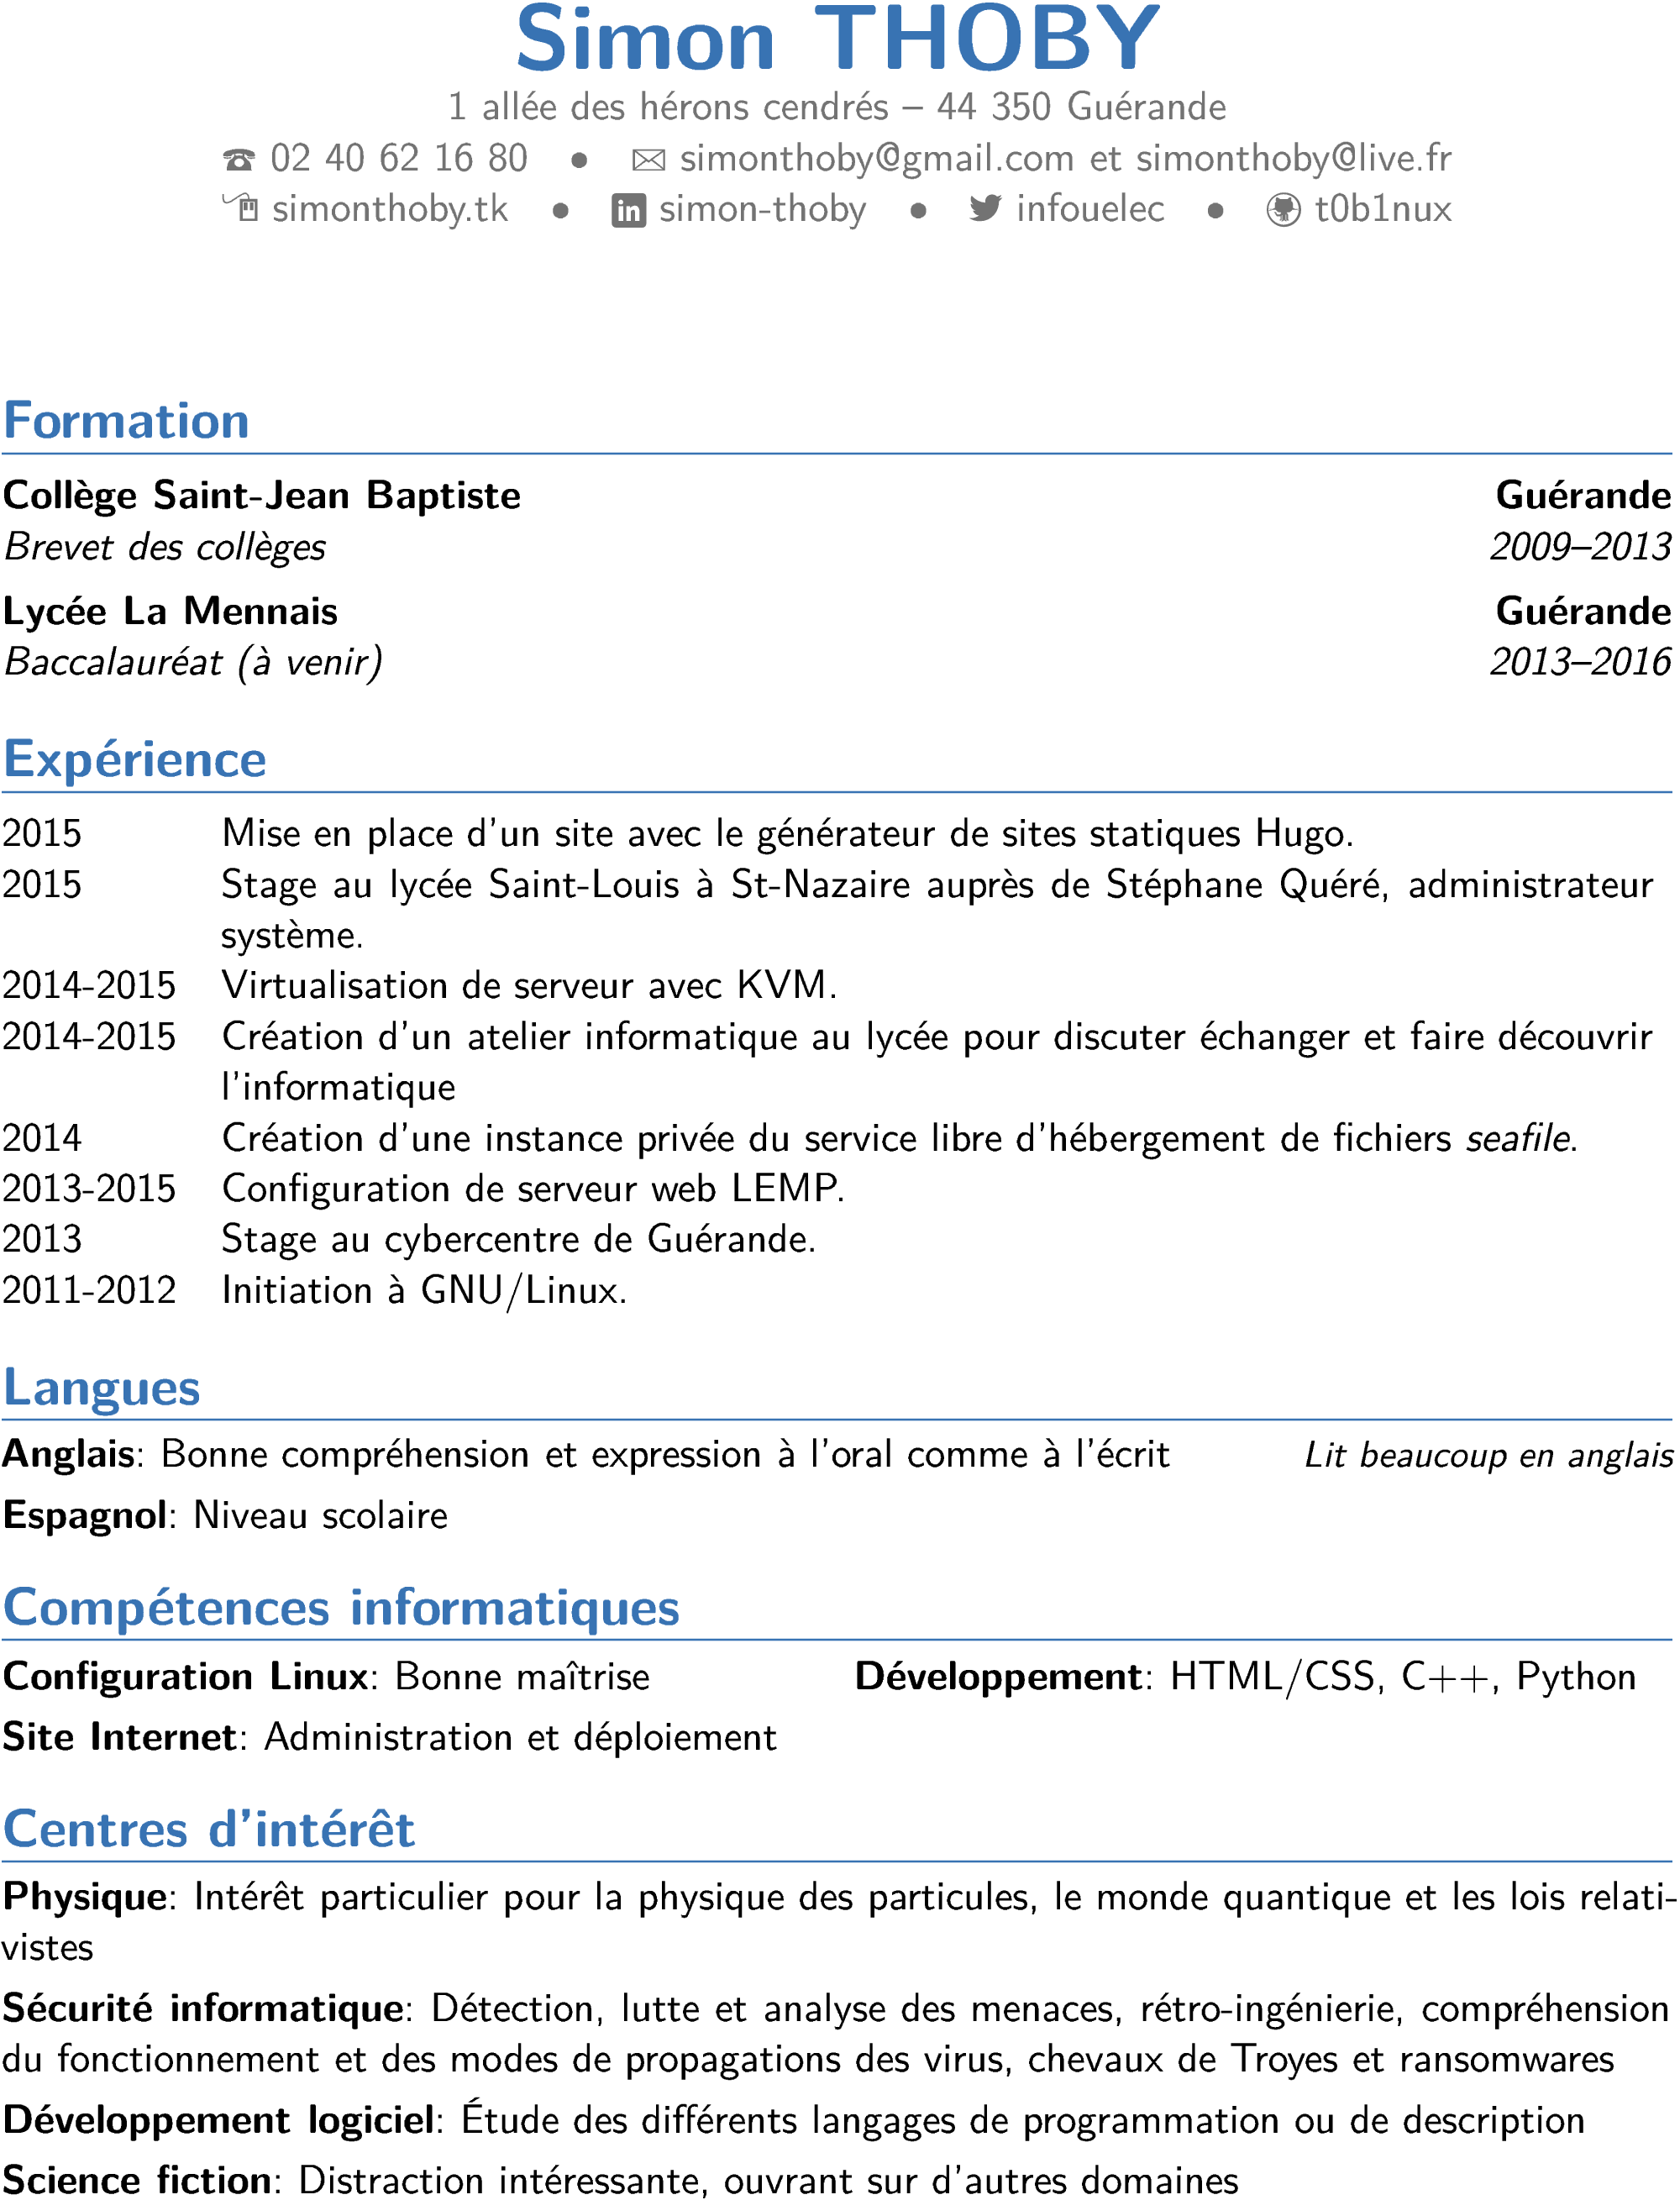 Simon THOBY
1 allée des hérons cendrés – 44 350 Guérande
02 40 62 16 80 • simonthoby@gmail.com et simonthoby@live.fr
simonthoby.tk • simon-thoby • infouelec • t0b1nux
Formation
Collège Saint-Jean Baptiste Guérande
Brevet des collèges 2009–2013
Lycée La Mennais Guérande
Baccalauréat (à venir) 2013–2016
Expérience
2015 Mise en place d'un site avec le générateur de sites statiques Hugo.
2015 Stage au lycée Saint-Louis à St-Nazaire auprès de Stéphane Quéré, administrateur
système.
2014-2015 Virtualisation de serveur avec KVM.
2014-2015 Création d'un atelier informatique au lycée pour discuter échanger et faire découvrir
l'informatique
2014 Création d'une instance privée du service libre d'hébergement de fichiers seafile.
2013-2015 Configuration de serveur web LEMP.
2013 Stage au cybercentre de Guérande.
2011-2012 Initiation à GNU/Linux.
Langues
Anglais: Bonne compréhension et expression à l'oral comme à l'écrit Lit beaucoup en anglais
Espagnol: Niveau scolaire
Compétences informatiques
Configuration Linux: Bonne maîtrise Développement: HTML/CSS, C++, Python
Site Internet: Administration et déploiement
Centres d'intérêt
Physique: Intérêt particulier pour la physique des particules, le monde quantique et les lois relati-
vistes
Sécurité informatique: Détection, lutte et analyse des menaces, rétro-ingénierie, compréhension
du fonctionnement et des modes de propagations des virus, chevaux de Troyes et ransomwares
Développement logiciel: Étude des différents langages de programmation ou de description
Science fiction: Distraction intéressante, ouvrant sur d'autres domaines